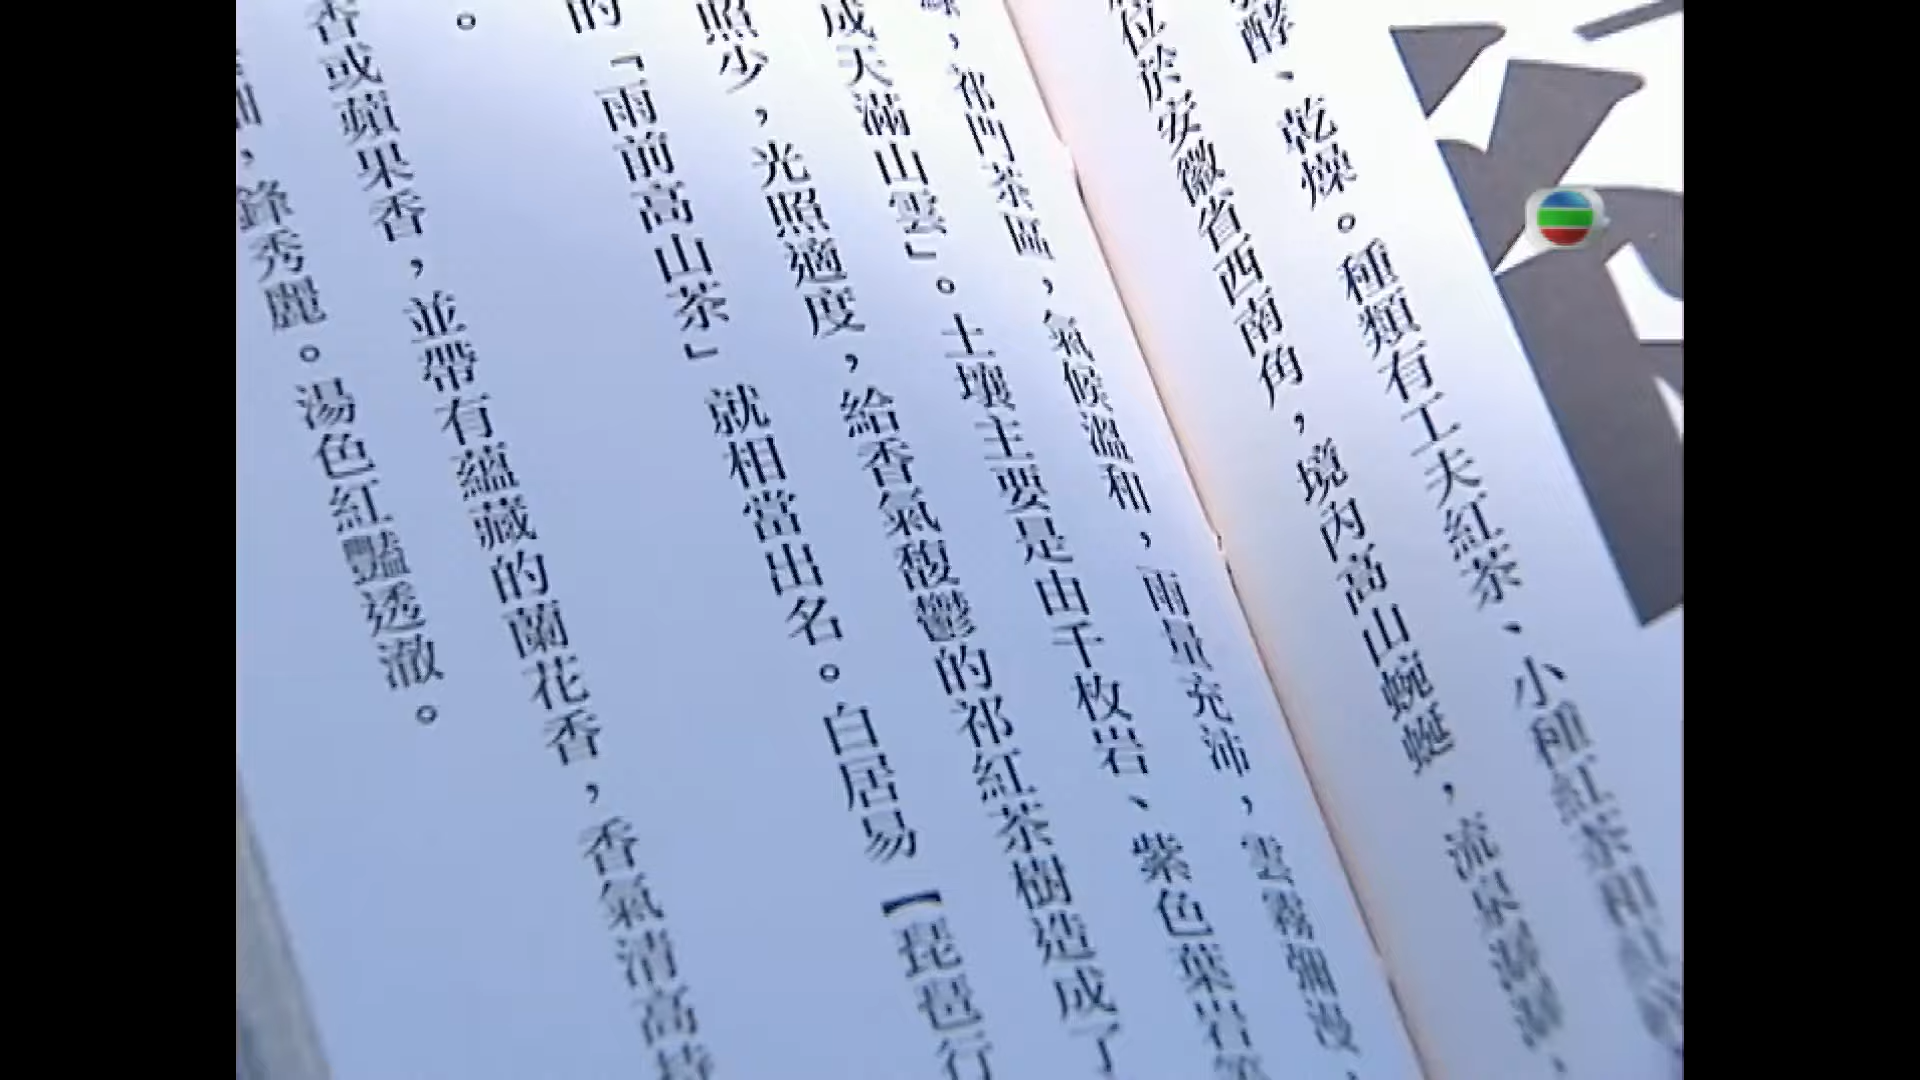 酵、乾燥。種類有工夫紅茶、小種紅茶和
位於安徽省西南角，境內高山蜿蜒，流泉潺潺，
，祁門茶區，氣候溫和，雨量充沛，雲霧彌漫，
成天滿山雲」。土壤主要是由千枚岩、紫色葉岩等
照少，光照適度，給香氣馥鬱的祁紅茶樹造成了
的「雨前高山茶」就相當出名。白居易【琵琶行
。
香或蘋果香，並帶有蘊藏的蘭花香，香氣清高持
細，鋒秀麗。湯色紅豔透澈。